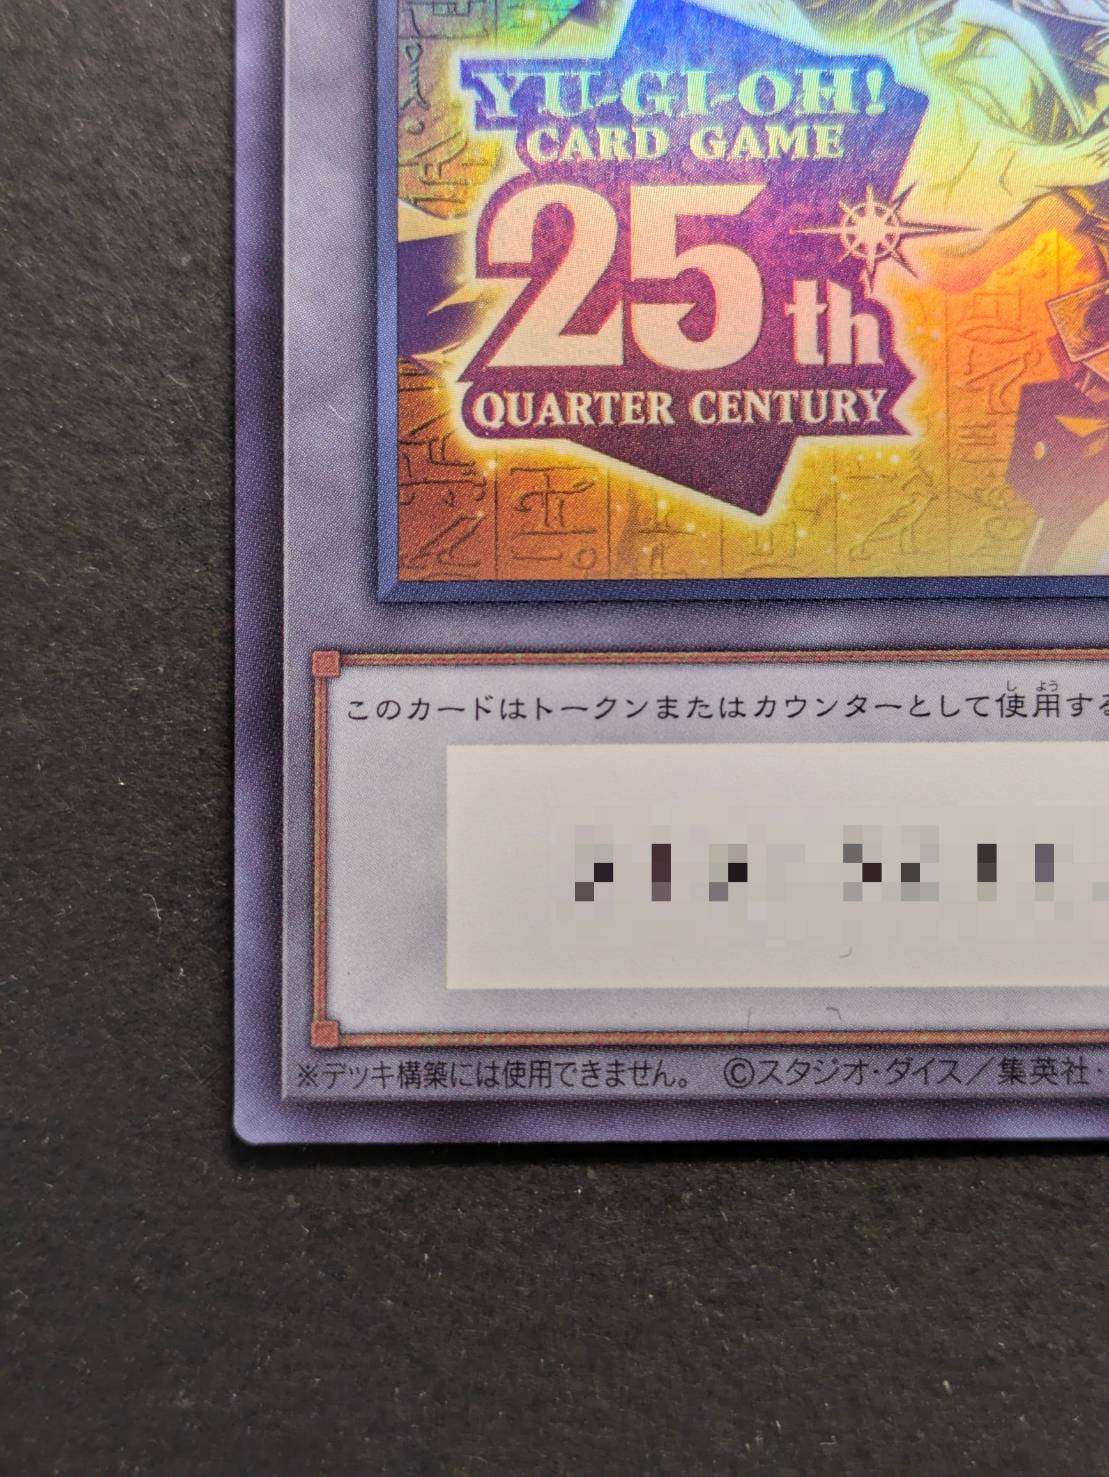 YU-GI-OH!
CARD GAME
25th
QUARTER CENTURY
このカードはトークンまたはカウンターとして使用する
※デッキ構築には使用できません。 ©スタジオ・ダイス／集英社・